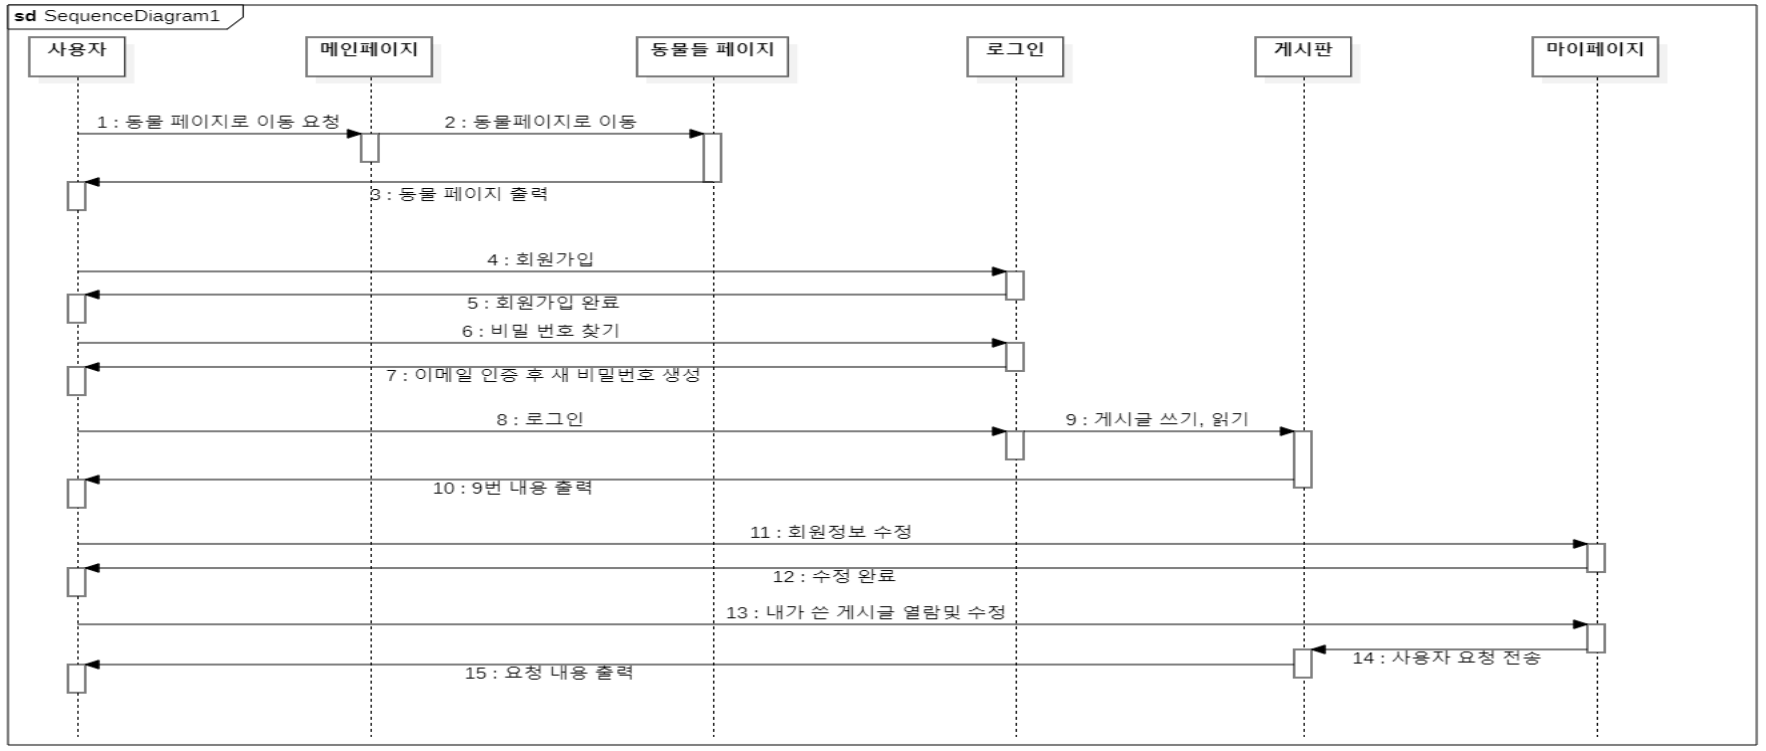 sd SequenceDiagram1
사용자
메인페이지
동물들 페이지
로그인
게시판
마이페이지
1 : 동물 페이지로 이동 요청
2 : 동물페이지로 이동
3 : 동물 페이지 출력
4 : 회원가입
5 : 회원가입 완료
6 : 비밀 번호 찾기
7 : 이메일 인증 후 새 비밀번호 생성
8 : 로그인
9 : 게시글 쓰기, 읽기
10 : 9번 내용 출력
11 : 회원정보 수정
12 : 수정 완료
13 : 내가 쓴 게시글 열람및 수정
14 : 사용자 요청 전송
15 : 요청 내용 출력